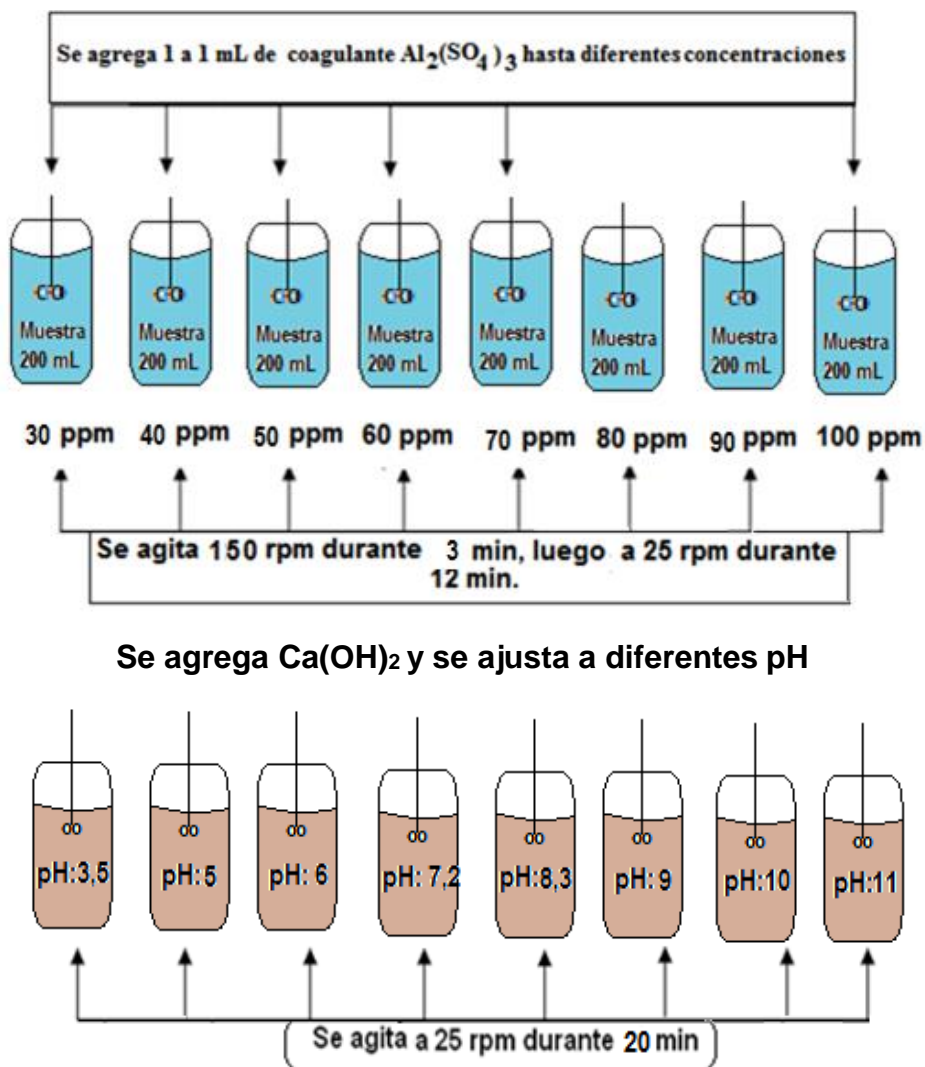 Se agrega 1 a 1 mL de coagulante Al₂(SO₄)₃ hasta diferentes concentraciones
Muestra 200 mL
Muestra 200 mL
Muestra 200 mL
Muestra 200 mL
Muestra 200 mL
Muestra 200 mL
Muestra 200 mL
Muestra 200 mL
30 ppm 40 ppm 50 ppm 60 ppm 70 ppm 80 ppm 90 ppm 100 ppm
Se agita 150 rpm durante 3 min, luego a 25 rpm durante
12 min.
Se agrega Ca(OH)₂ y se ajusta a diferentes pH
pH:3,5 pH:5 pH: 6 pH: 7,2 pH:8,3 pH: 9 pH:10 pH:11
Se agita a 25 rpm durante 20 min